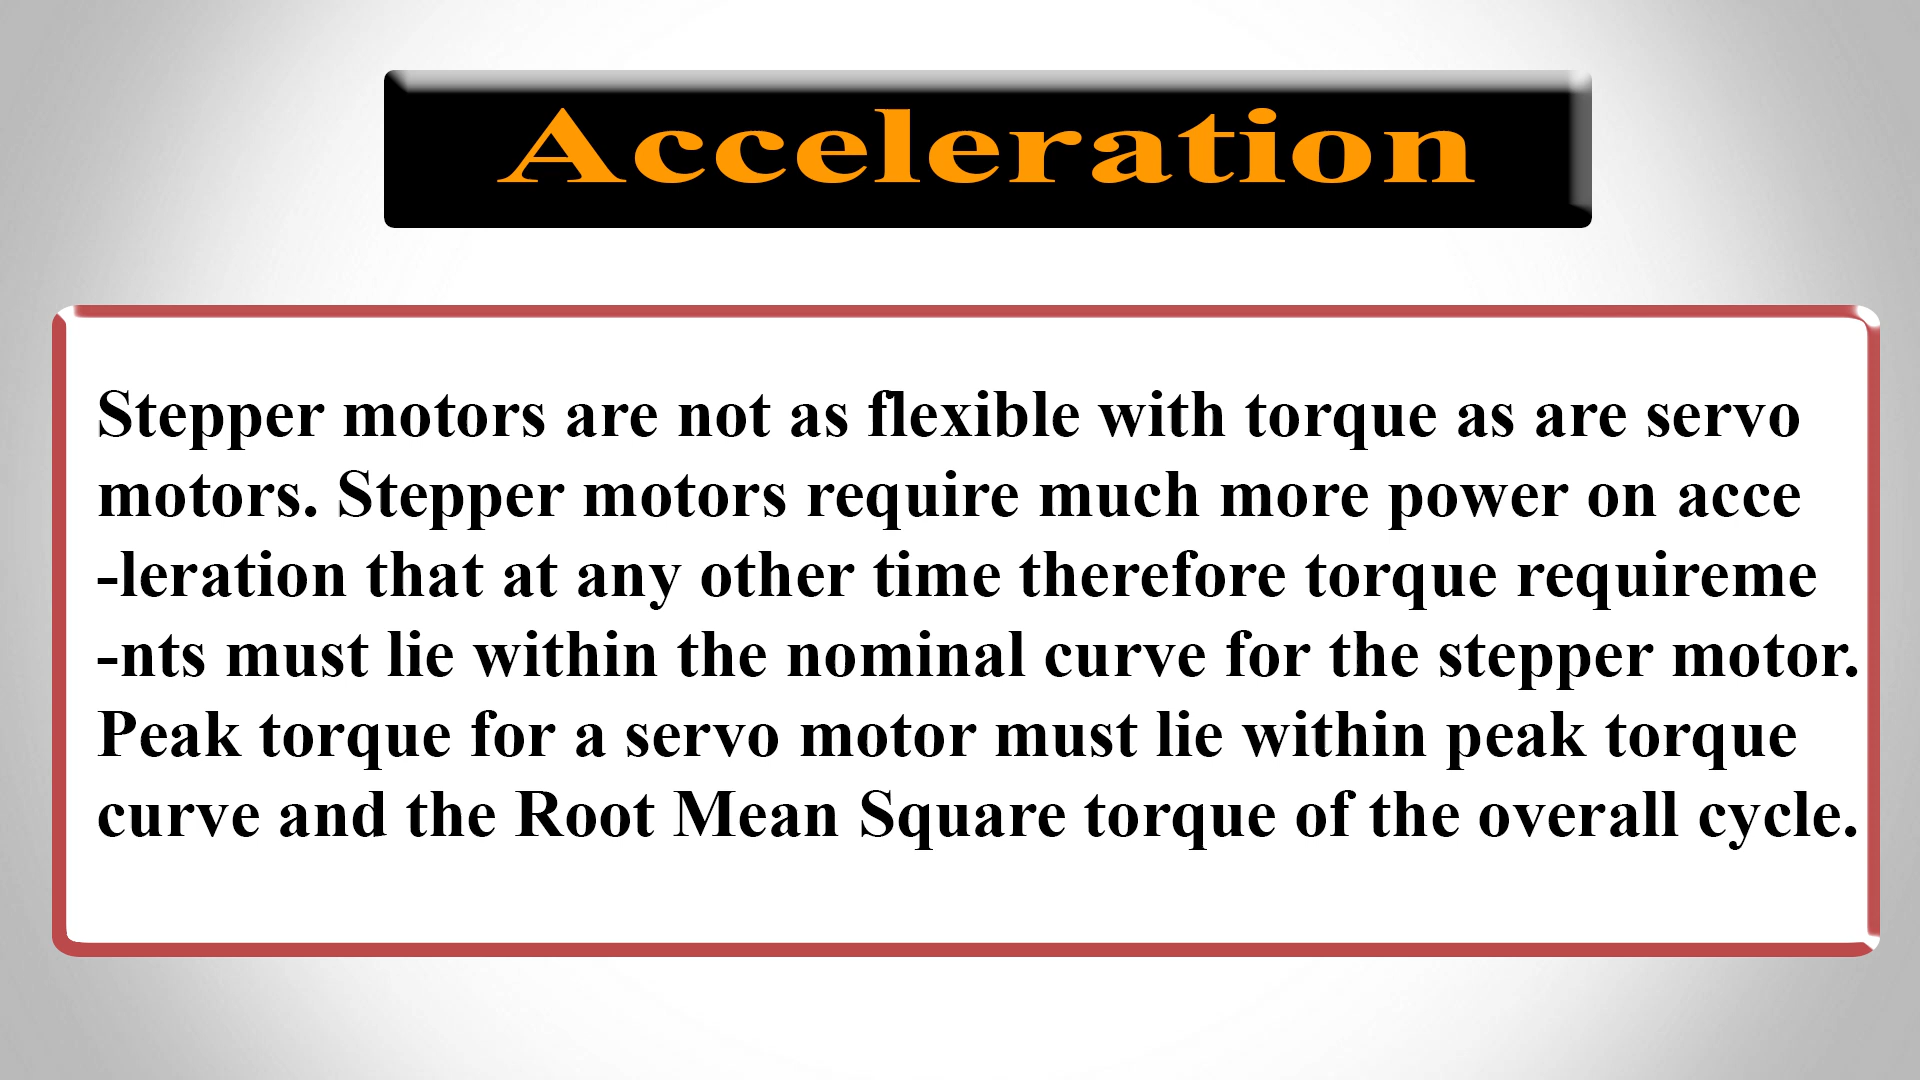 Acceleration
Stepper motors are not as flexible with torque as are servo
motors. Stepper motors require much more power on acce
-leration that at any other time therefore torque requireme
-nts must lie within the nominal curve for the stepper motor.
Peak torque for a servo motor must lie within peak torque
curve and the Root Mean Square torque of the overall cycle.